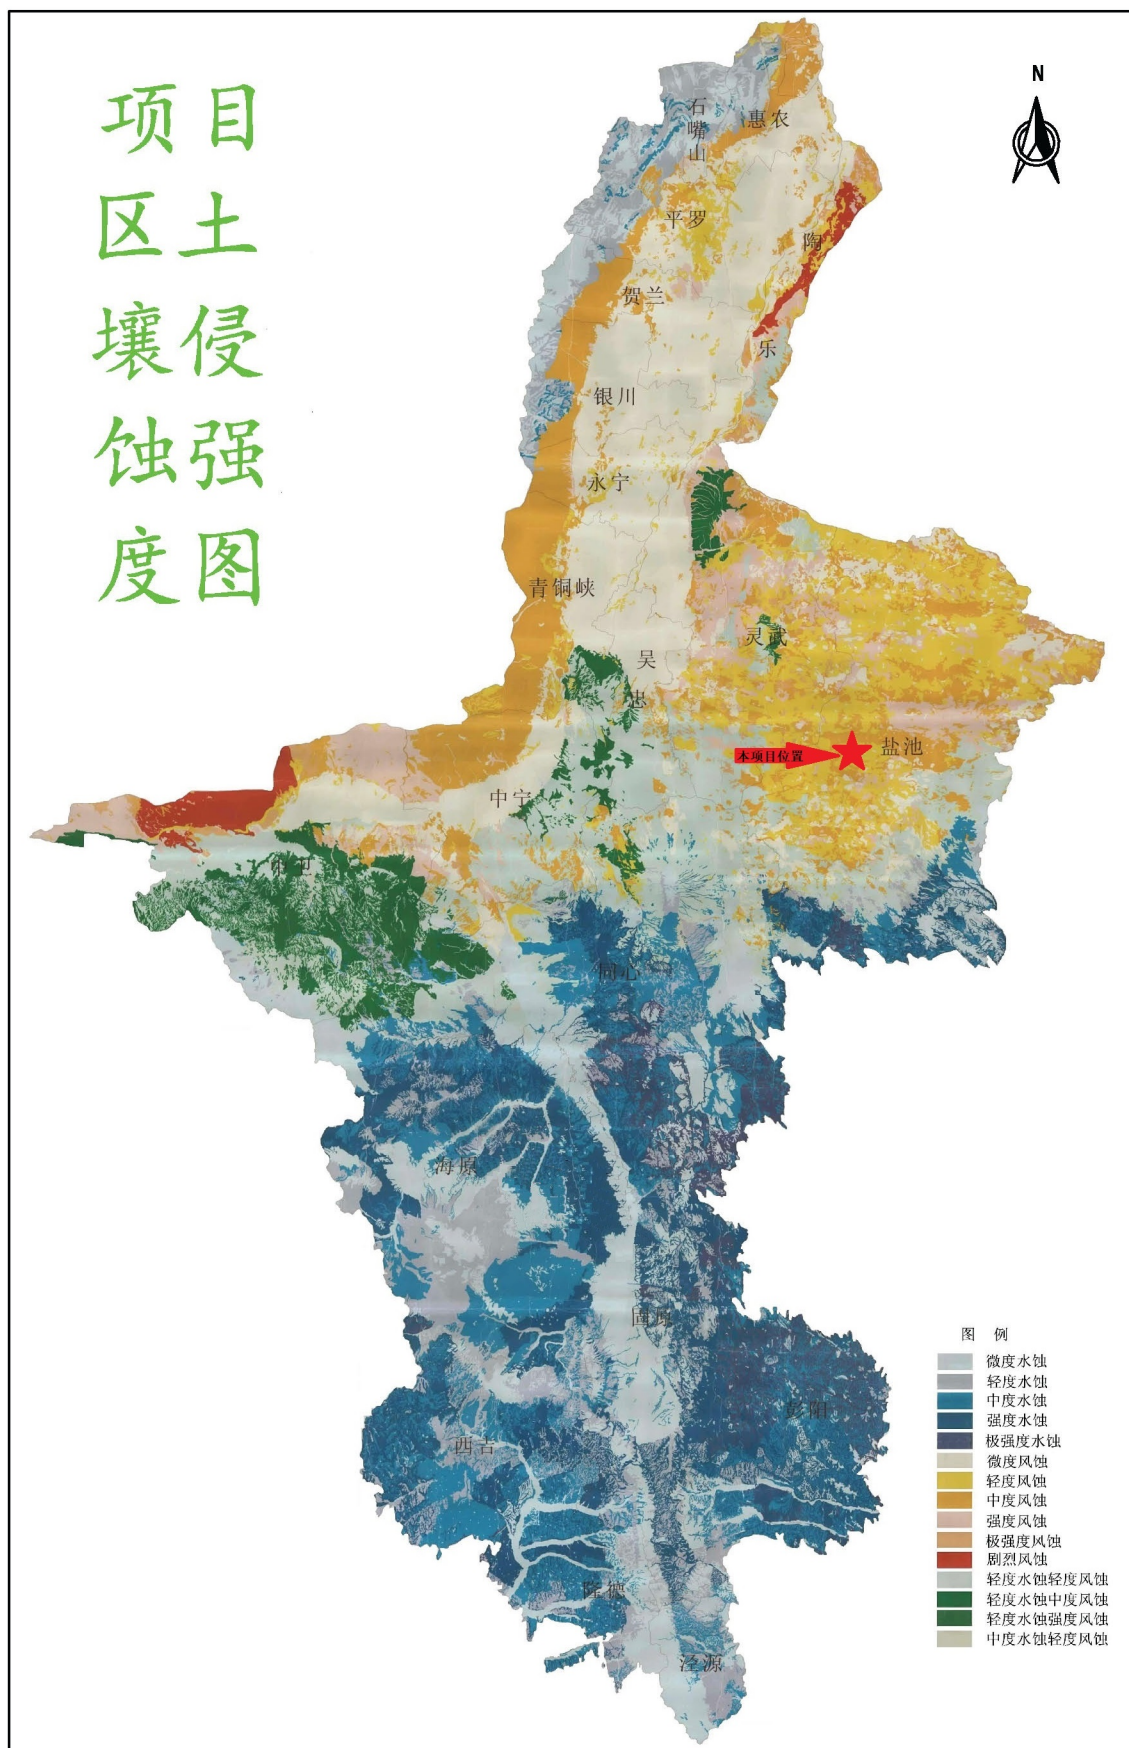 项目
区土
壤侵
蚀强
度图
N
石嘴山
惠农
平罗
陶乐
贺兰
银川
永宁
青铜峡
灵武
吴忠
盐池
本项目位置
中宁
中卫
同心
海原
固原
彭阳
西吉
隆德
泾源
图 例
微度水蚀
轻度水蚀
中度水蚀
强度水蚀
极强度水蚀
微度风蚀
轻度风蚀
中度风蚀
强度风蚀
极强度风蚀
剧烈风蚀
轻度水蚀轻度风蚀
轻度水蚀中度风蚀
轻度水蚀强度风蚀
中度水蚀轻度风蚀